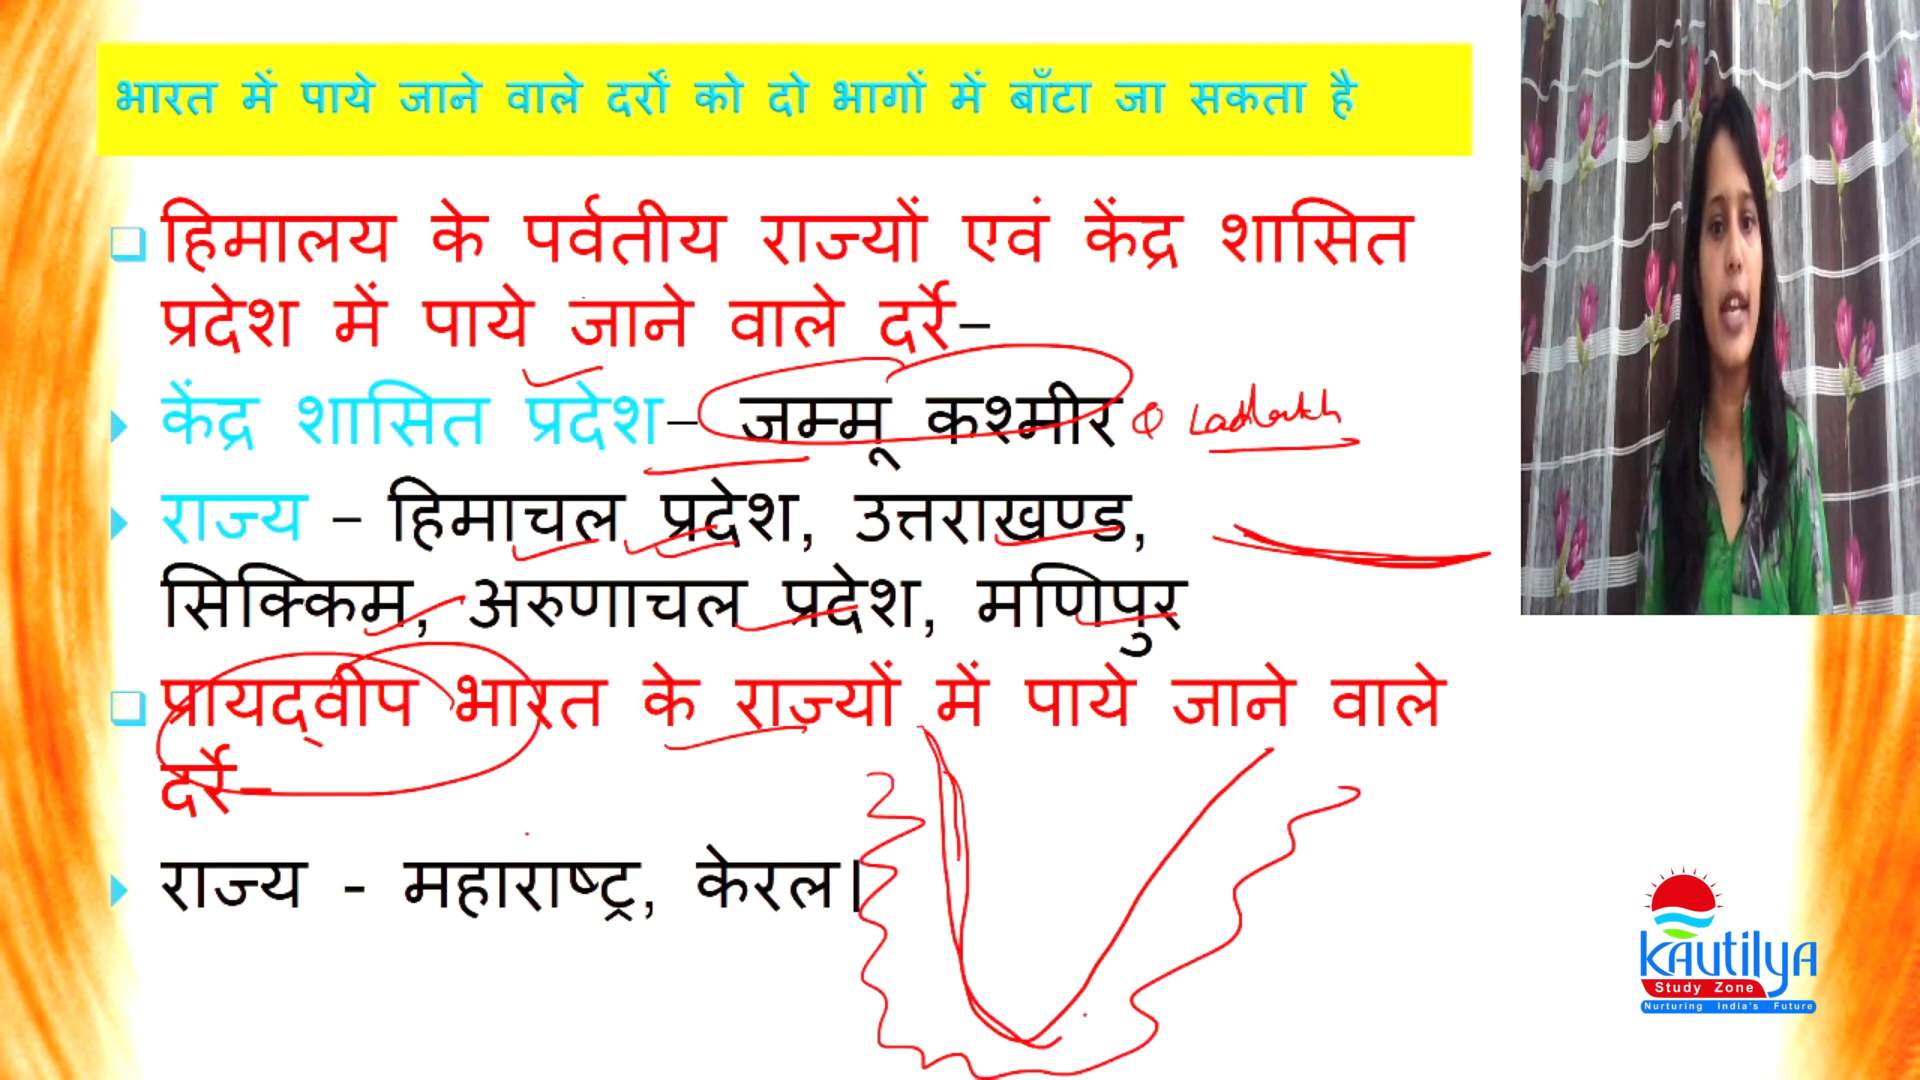 भारत में पाये जाने वाले दर्रों को दो भागों में बाँटा जा सकता है
हिमालय के पर्वतीय राज्यों एवं केंद्र शासित
प्रदेश में पाये जाने वाले दर्रे–
केंद्र शासित प्रदेश– जम्मू कश्मीर & Ladakh
राज्य – हिमाचल प्रदेश, उत्तराखण्ड,
सिक्किम, अरुणाचल प्रदेश, मणिपुर
प्रायद्वीप भारत के राज्यों में पाये जाने वाले
दर्रे–
राज्य - महाराष्ट्र, केरल।
Kautilya
Study Zone
Nurturing India's Future